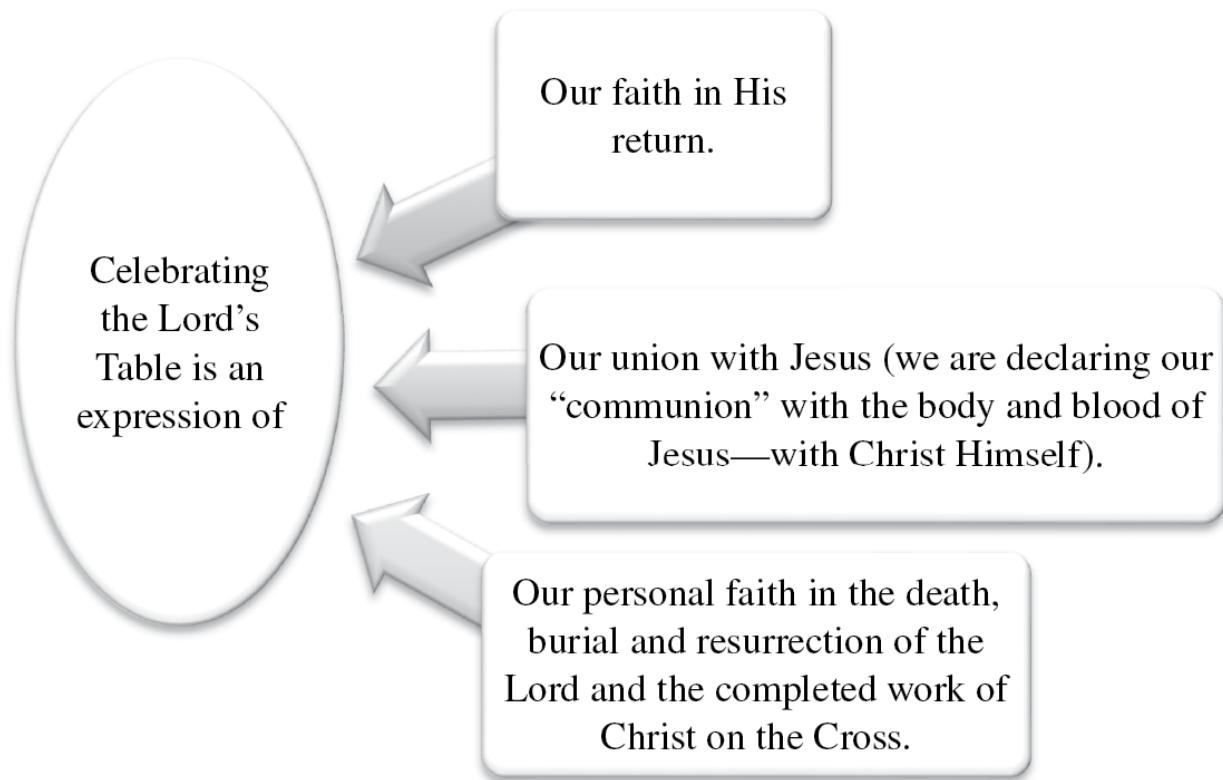 Celebrating
the Lord’s
Table is an
expression of
Our faith in His
return.
Our union with Jesus (we are declaring our
“communion” with the body and blood of
Jesus—with Christ Himself).
Our personal faith in the death,
burial and resurrection of the
Lord and the completed work of
Christ on the Cross.